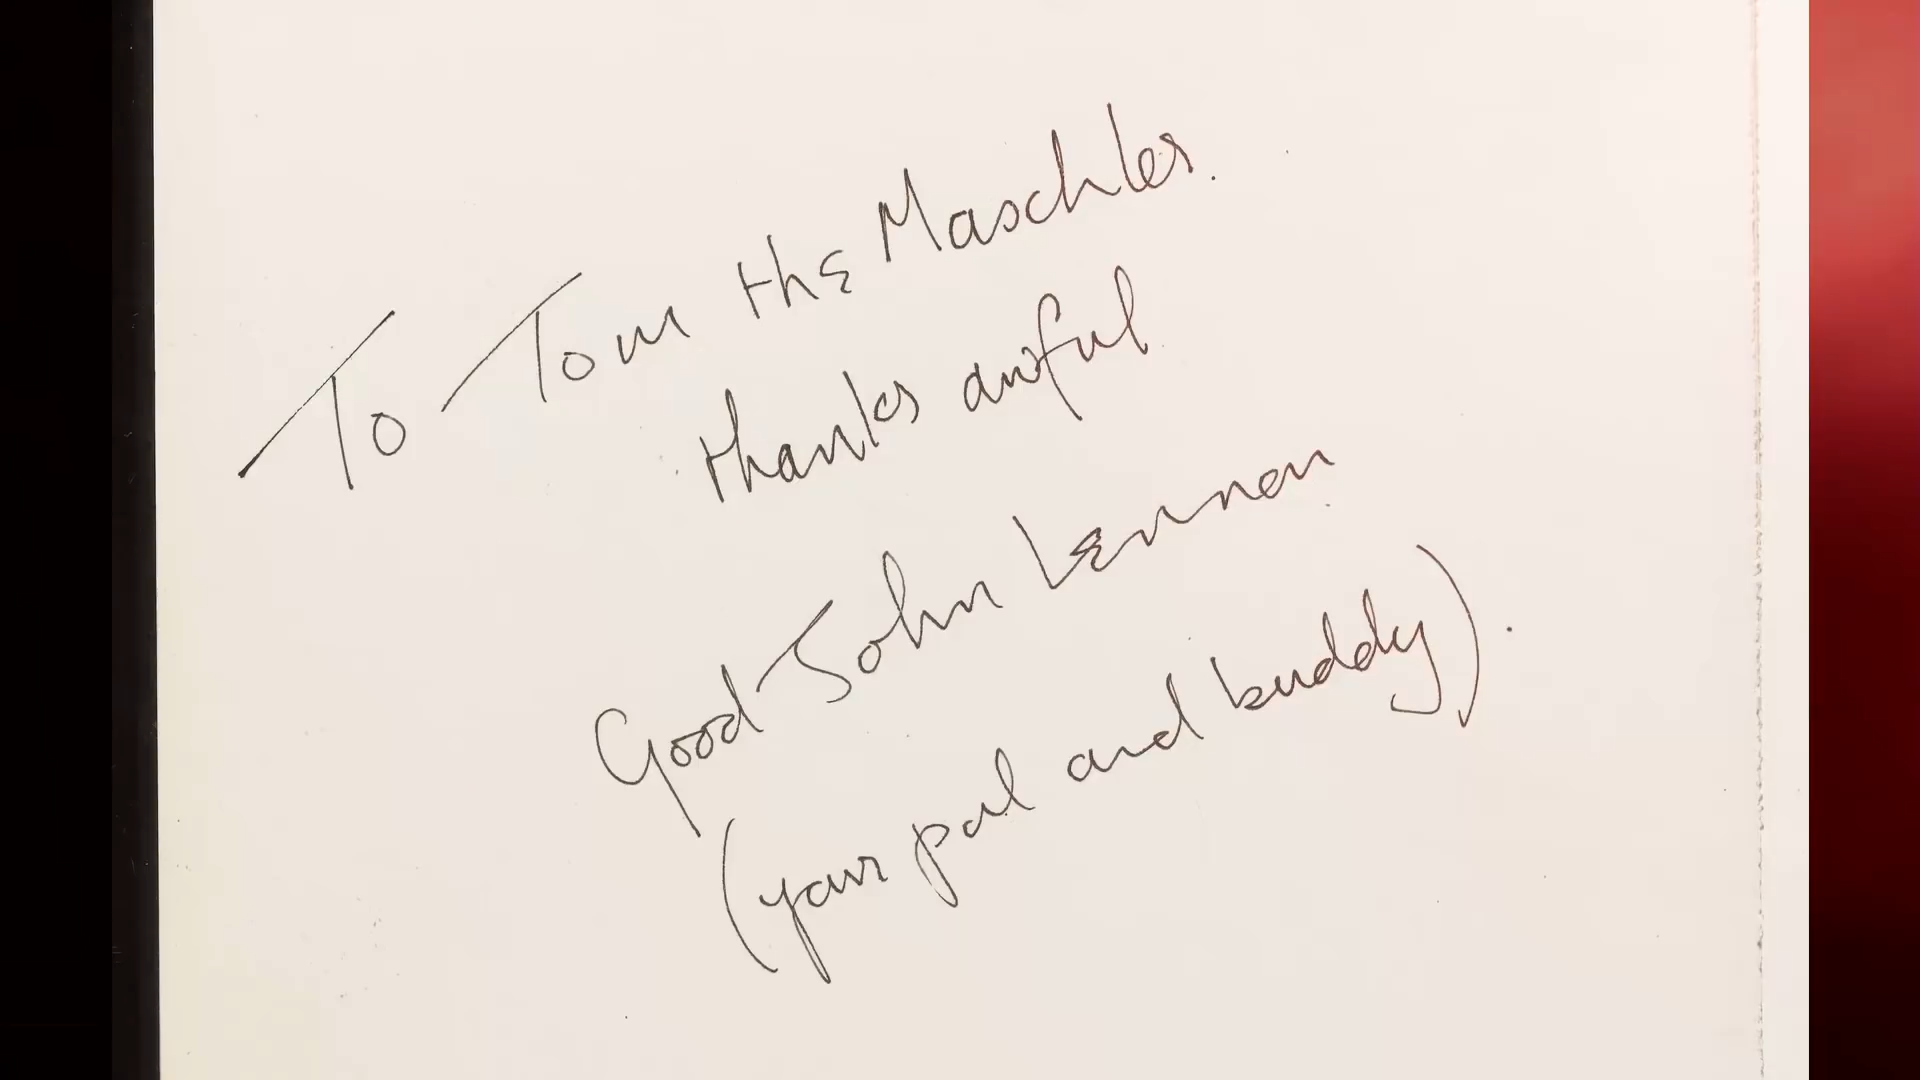 To Tom the Maschler.
thanks awful
Good John Lennon
(your pal and buddy).